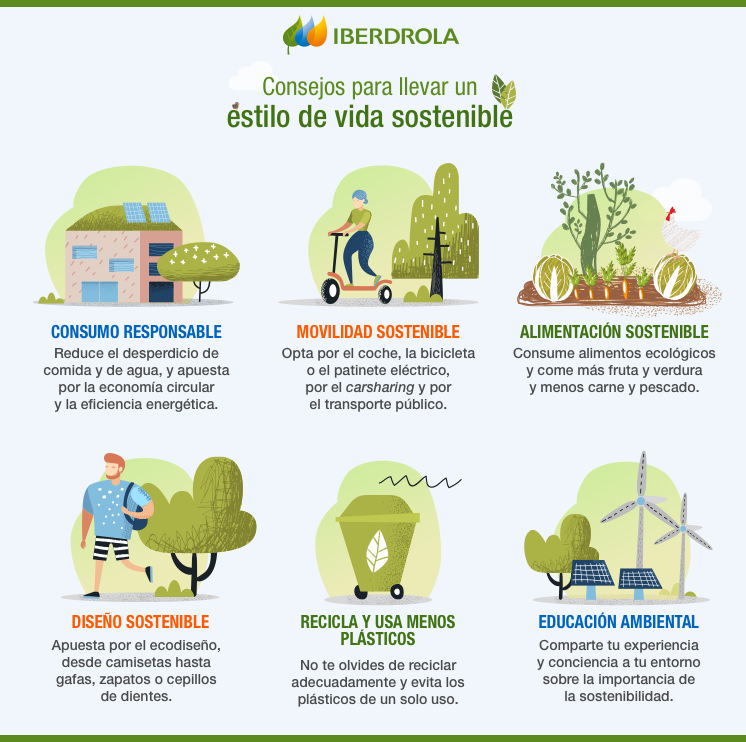 IBERDROLA
Consejos para llevar un
estilo de vida sostenible
CONSUMO RESPONSABLE
Reduce el desperdicio de
comida y de agua, y apuesta
por la economía circular
y la eficiencia energética.
MOVILIDAD SOSTENIBLE
Opta por el coche, la bicicleta
o el patinete eléctrico,
por el carsharing y por
el transporte público.
ALIMENTACIÓN SOSTENIBLE
Consume alimentos ecológicos
y come más fruta y verdura
y menos carne y pescado.
DISEÑO SOSTENIBLE
Apuesta por el ecodiseño,
desde camisetas hasta
gafas, zapatos o cepillos
de dientes.
RECICLA Y USA MENOS
PLÁSTICOS
No te olvides de reciclar
adecuadamente y evita los
plásticos de un solo uso.
EDUCACIÓN AMBIENTAL
Comparte tu experiencia
y conciencia a tu entorno
sobre la importancia de
la sostenibilidad.